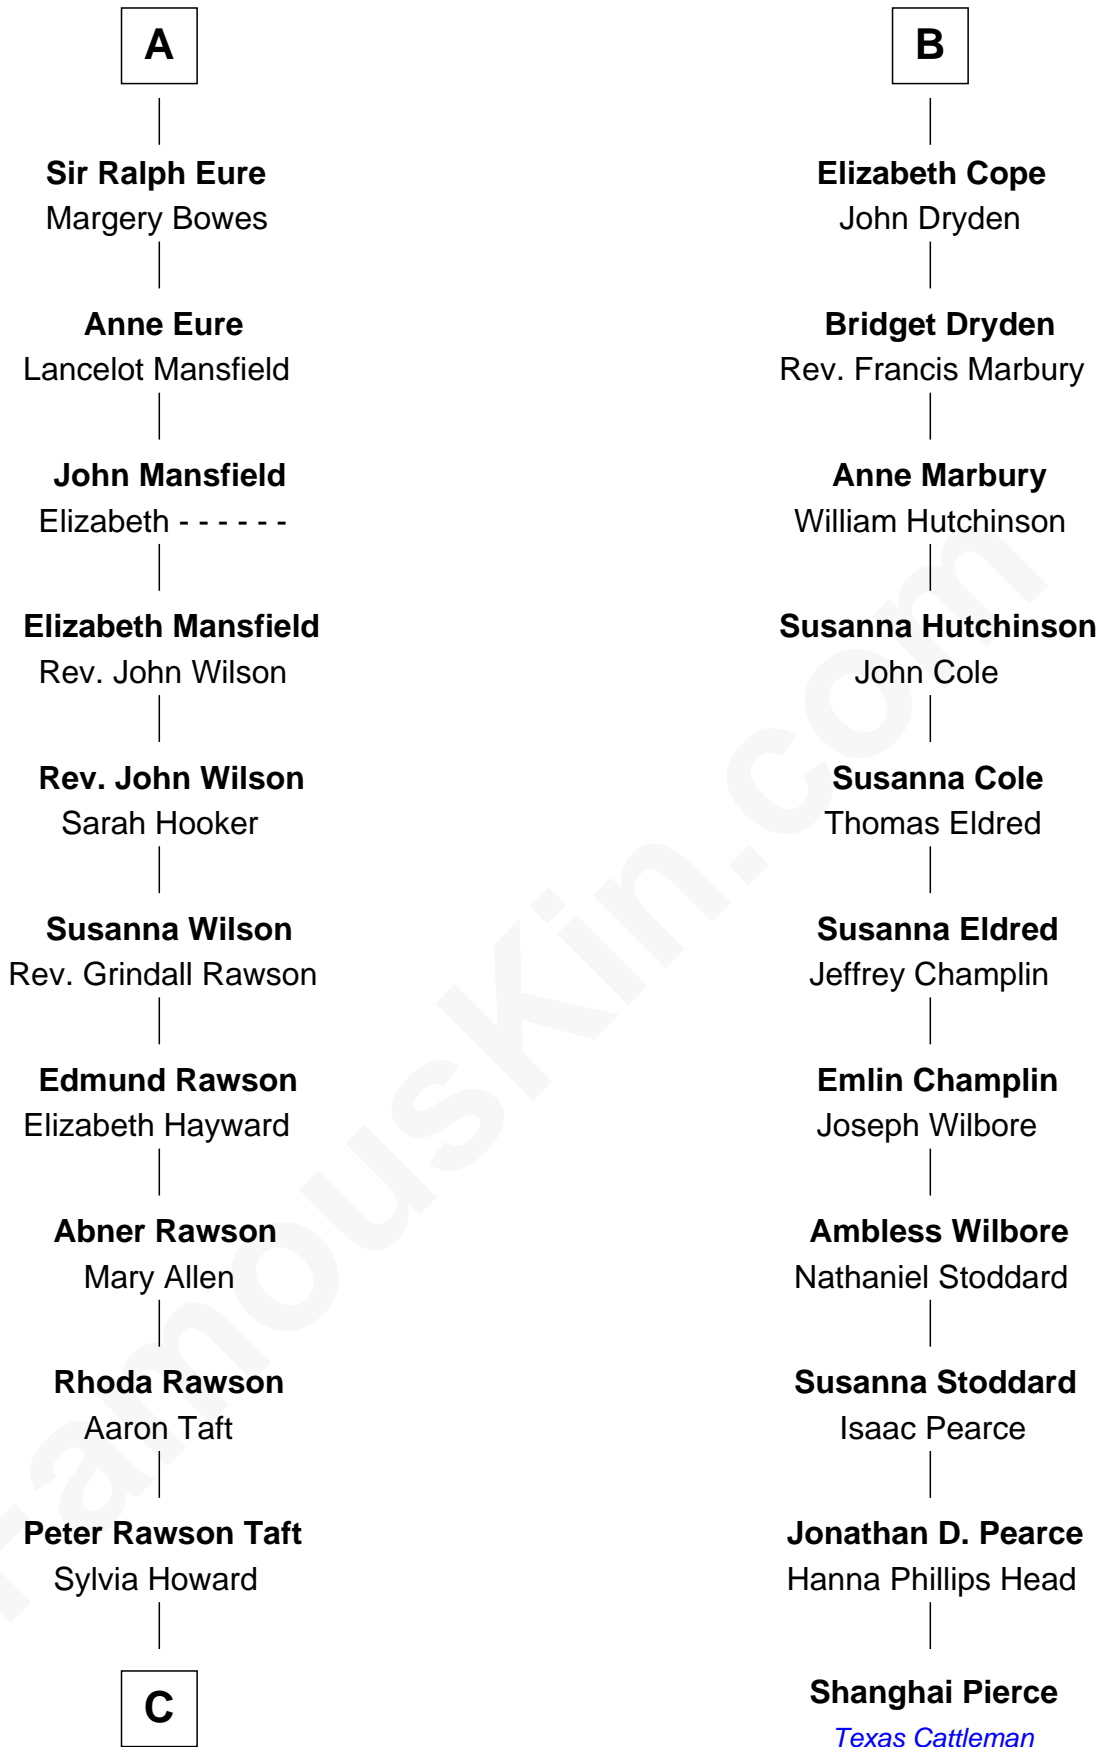 A
Sir Ralph Eure
Margery Bowes
Anne Eure
Lancelot Mansfield
John Mansfield
Elizabeth - - - - - -
Elizabeth Mansfield
Rev. John Wilson
Rev. John Wilson
Sarah Hooker
Susanna Wilson
Rev. Grindall Rawson
Edmund Rawson
Elizabeth Hayward
Abner Rawson
Mary Allen
Rhoda Rawson
Aaron Taft
Peter Rawson Taft
Sylvia Howard
C
B
Elizabeth Cope
John Dryden
Bridget Dryden
Rev. Francis Marbury
Anne Marbury
William Hutchinson
Susanna Hutchinson
John Cole
Susanna Cole
Thomas Eldred
Susanna Eldred
Jeffrey Champlin
Emlin Champlin
Joseph Wilbore
Ambless Wilbore
Nathaniel Stoddard
Susanna Stoddard
Isaac Pearce
Jonathan D. Pearce
Hanna Phillips Head
Shanghai Pierce
Texas Cattleman
FamousKin.com